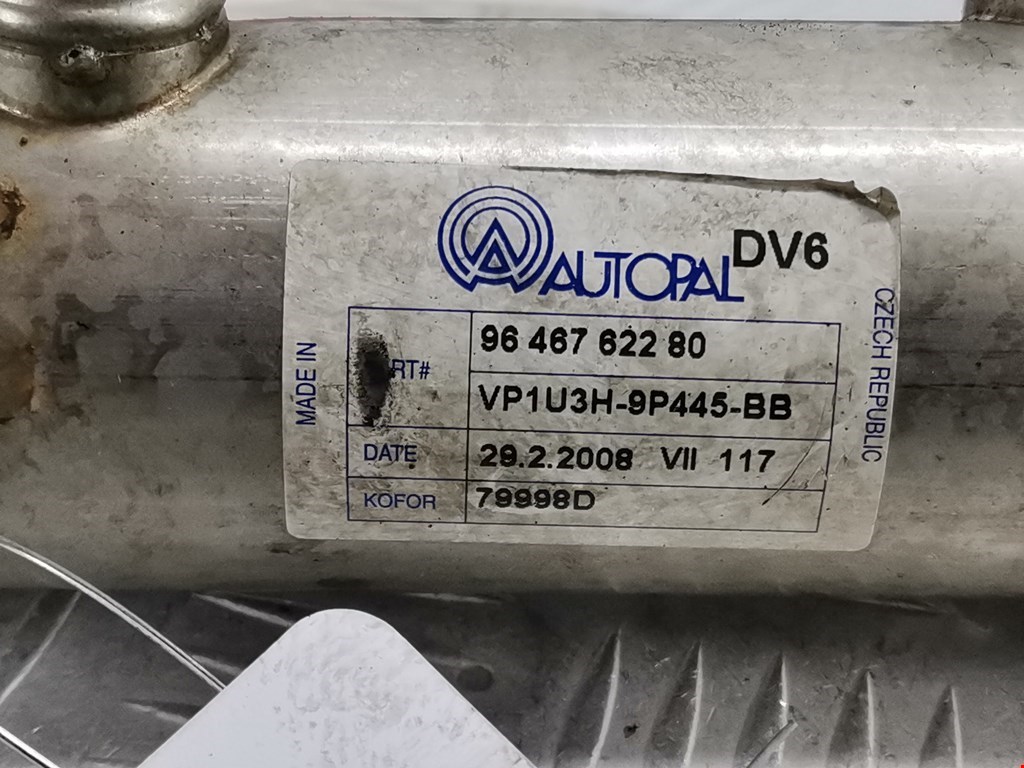 AUTOPAL DV6
MADE IN
RT#
96 467 622 80
VP1U3H-9P445-BB
DATE 29.2.2008 VII 117
KOFOR 79998D
CZECH REPUBLIC